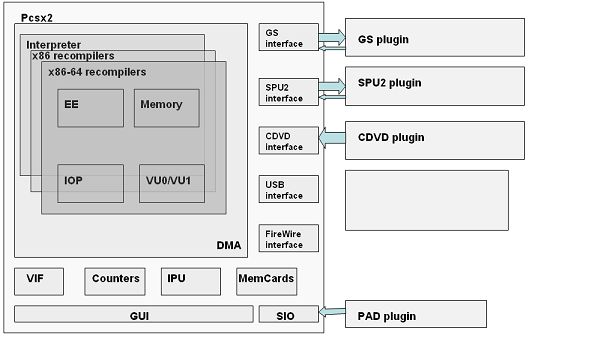 Pcsx2
Interpreter
x86 recompilers
x86-64 recompilers
EE
Memory
IOP
VU0/VU1
DMA
GS
interface
SPU2
interface
CDVD
interface
USB
interface
FireWire
interface
VIF
Counters
IPU
MemCards
GUI
SIO
GS plugin
SPU2 plugin
CDVD plugin
PAD plugin